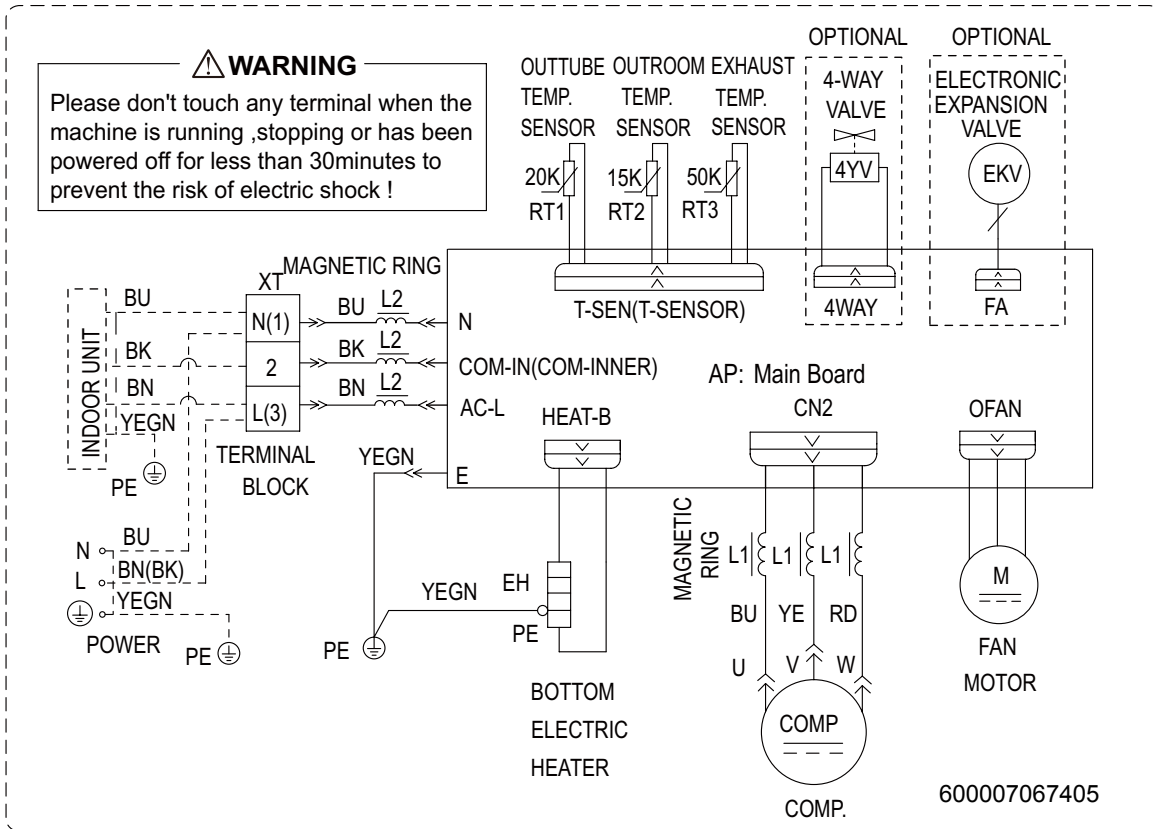 WARNING
Please don't touch any terminal when the
machine is running ,stopping or has been
powered off for less than 30minutes to
prevent the risk of electric shock !
OUTTUBE
TEMP.
SENSOR
OUTROOM
TEMP.
SENSOR
EXHAUST
TEMP.
SENSOR
20K
RT1
15K
RT2
50K
RT3
OPTIONAL
4-WAY
VALVE
4YV
4WAY
OPTIONAL
ELECTRONIC
EXPANSION
VALVE
EKV
FA
T-SEN(T-SENSOR)
INDOOR UNIT
BU
BK
BN
YEGN
PE
XT
N(1)
2
L(3)
TERMINAL
BLOCK
MAGNETIC RING
BU
L2
N
BK
L2
COM-IN(COM-INNER)
BN
L2
AC-L
YEGN
E
AP: Main Board
HEAT-B
CN2
OFAN
N
BU
L
BN(BK)
YEGN
POWER
PE
YEGN
PE
EH
PE
BOTTOM
ELECTRIC
HEATER
MAGNETIC
RING
L1
L1
L1
BU
YE
RD
U
V
W
COMP
COMP.
M
FAN
MOTOR
600007067405